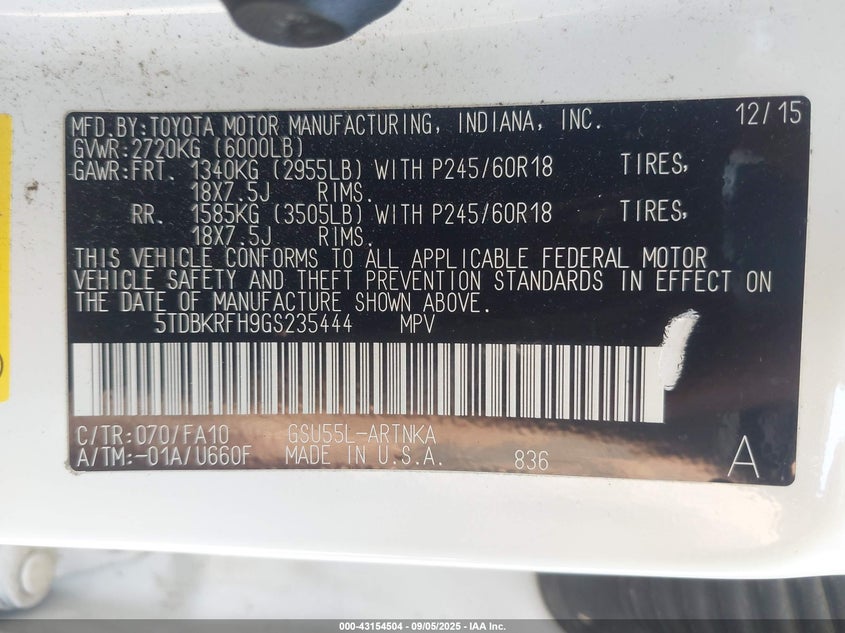 MFD.BY:TOYOTA MOTOR MANUFACTURING, INDIANA, INC. 12/15
GVWR:2720KG (6000LB)
GAWR:FRT. 1340KG (2955LB) WITH P245/60R18 TIRES,
18X7.5J RIMS.
RR. 1585KG (3505LB) WITH P245/60R18 TIRES,
18X7.5J RIMS.
THIS VEHICLE CONFORMS TO ALL APPLICABLE FEDERAL MOTOR
VEHICLE SAFETY AND THEFT PREVENTION STANDARDS IN EFFECT ON
THE DATE OF MANUFACTURE SHOWN ABOVE.
5TDBKRFH9GS235444 MPV
C/TR:070/FA10 GSU55L-ARTNKA
A/TM:-01A/U660F MADE IN U.S.A. 836 A
000-43154504 - 09/05/2025 - IAA Inc.